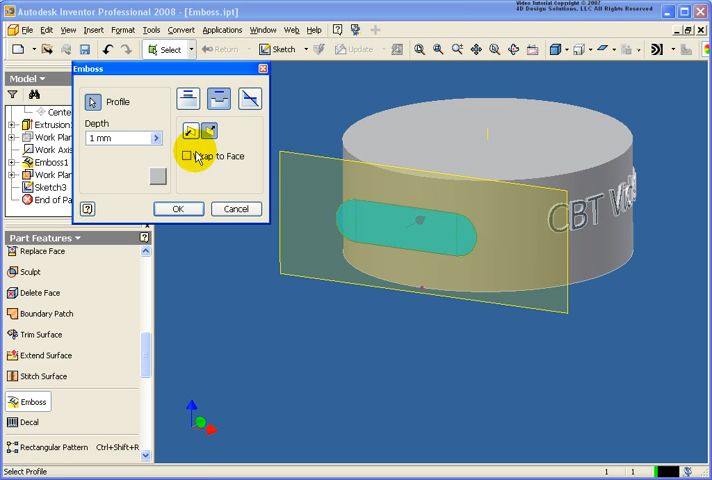 Video Tutorial Copyright © 2007
4D Design Solutions, LLC All Rights Reserved.
Autodesk Inventor Professional 2008 - [Emboss.ipt]
File Edit View Insert Format Tools Convert Applications Window Web Help
Select Sketch Update
Model
Emboss
Profile
Depth
1 mm
Wrap to Face
OK Cancel
Center
Extrusion
Work Plan
Work Axis
Emboss1
Work Plan
Sketch3
End of Pa
CBT Vid
Part Features
Replace Face
Sculpt
Delete Face
Boundary Patch
Trim Surface
Extend Surface
Stitch Surface
Emboss
Decal
Rectangular Pattern Ctrl+Shift+R
Select Profile 1 1